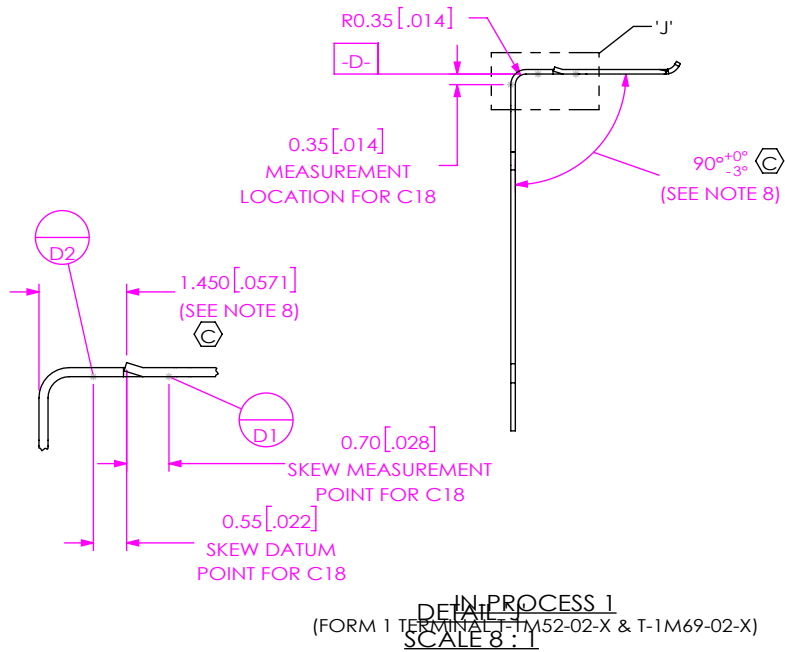 R0.35[.014]
'J'
-D-
0.35[.014]
MEASUREMENT
LOCATION FOR C18
90°+0° -3° C
(SEE NOTE 8)
D2
1.450[.0571]
(SEE NOTE 8)
C
D1
0.70[.028]
SKEW MEASUREMENT
POINT FOR C18
0.55[.022]
SKEW DATUM
POINT FOR C18
IN-PROCESS 1
DETAIL 'J'
(FORM 1 TERMINAL T-1M52-02-X & T-1M69-02-X)
SCALE 8 : 1